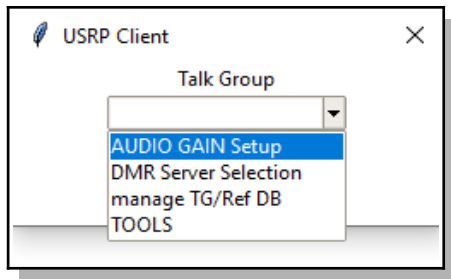 USRP Client
Talk Group
AUDIO GAIN Setup
DMR Server Selection
manage TG/Ref DB
TOOLS